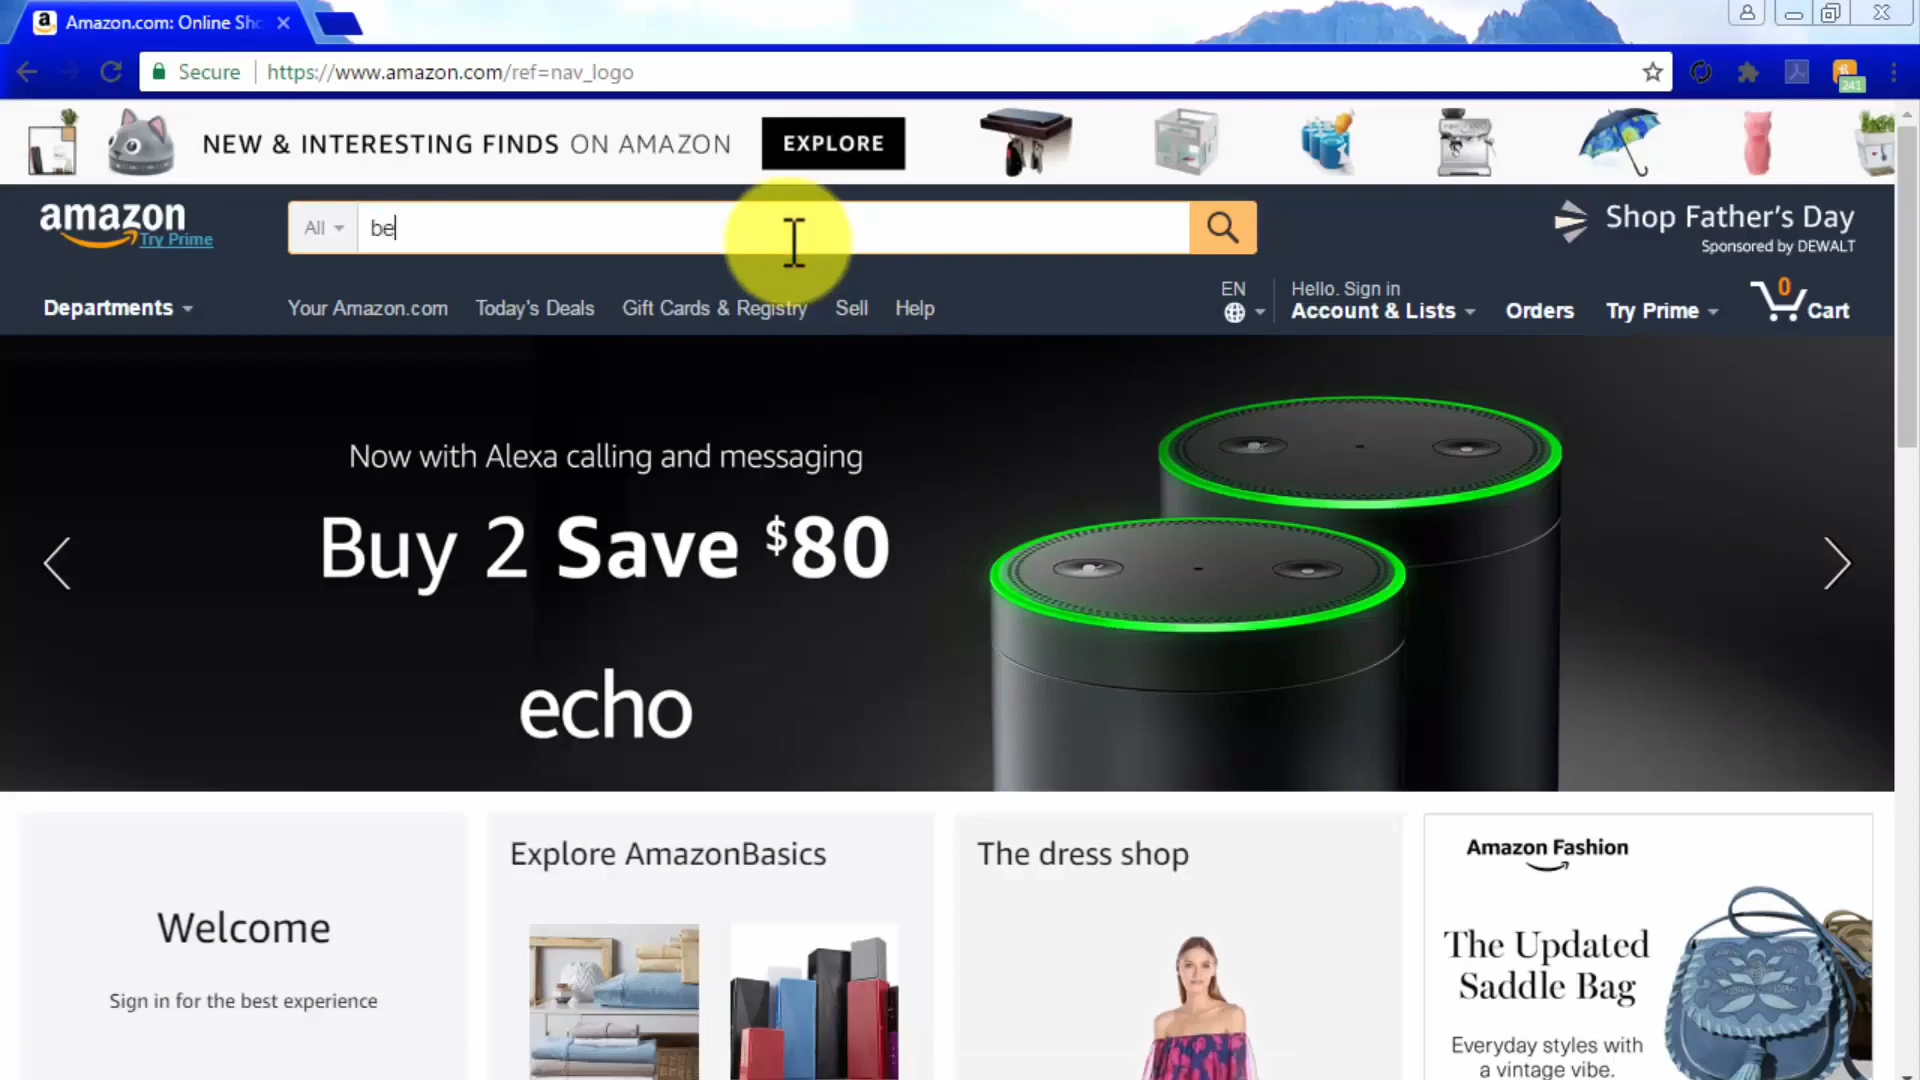 Amazon.com: Online Sho
Secure https://www.amazon.com/ref=nav_logo
241
NEW & INTERESTING FINDS ON AMAZON EXPLORE
amazon
Try Prime
All be
Shop Father's Day
Sponsored by DEWALT
Departments Your Amazon.com Today's Deals Gift Cards & Registry Sell Help
EN
Hello. Sign in
Account & Lists
Orders
Try Prime
0
Cart
Now with Alexa calling and messaging
Buy 2 Save $80
echo
Welcome
Sign in for the best experience
Explore AmazonBasics
The dress shop
Amazon Fashion
The Updated
Saddle Bag
Everyday styles with
a vintage vibe.